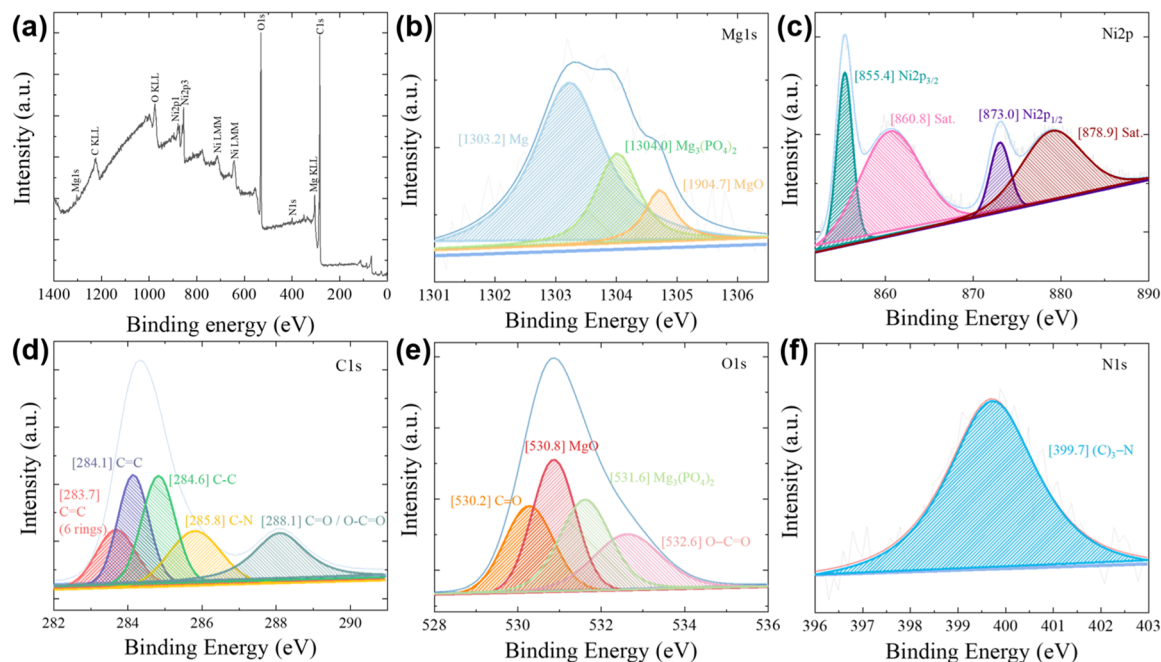 (a)
Intensity (a.u.)
Mg1s
C KLL
O KLL
Ni2p1
Ni2p3
Ni LMM
Ni LMM
O1s
N1s
Mg KLL
C1s
1400 1200 1000 800 600 400 200 0
Binding energy (eV)
(b)
Mg1s
Intensity (a.u.)
[1303.2] Mg
[1304.0] Mg₃(PO₄)₂
[1904.7] MgO
1301 1302 1303 1304 1305 1306
Binding Energy (eV)
(c)
Ni2p
Intensity (a.u.)
[855.4] Ni2p₃/₂
[860.8] Sat.
[873.0] Ni2p₁/₂
[878.9] Sat.
860 870 880 890
Binding Energy (eV)
(d)
C1s
Intensity (a.u.)
[284.1] C=C
[283.7]
C=C
(6 rings)
[284.6] C-C
[285.8] C-N
[288.1] C=O / O-C=O
282 284 286 288 290
Binding Energy (eV)
(e)
O1s
Intensity (a.u.)
[530.8] MgO
[530.2] C=O
[531.6] Mg₃(PO₄)₂
[532.6] O−C=O
528 530 532 534 536
Binding Energy (eV)
(f)
N1s
Intensity (a.u.)
[399.7] (C)₃−N
396 397 398 399 400 401 402 403
Binding Energy (eV)